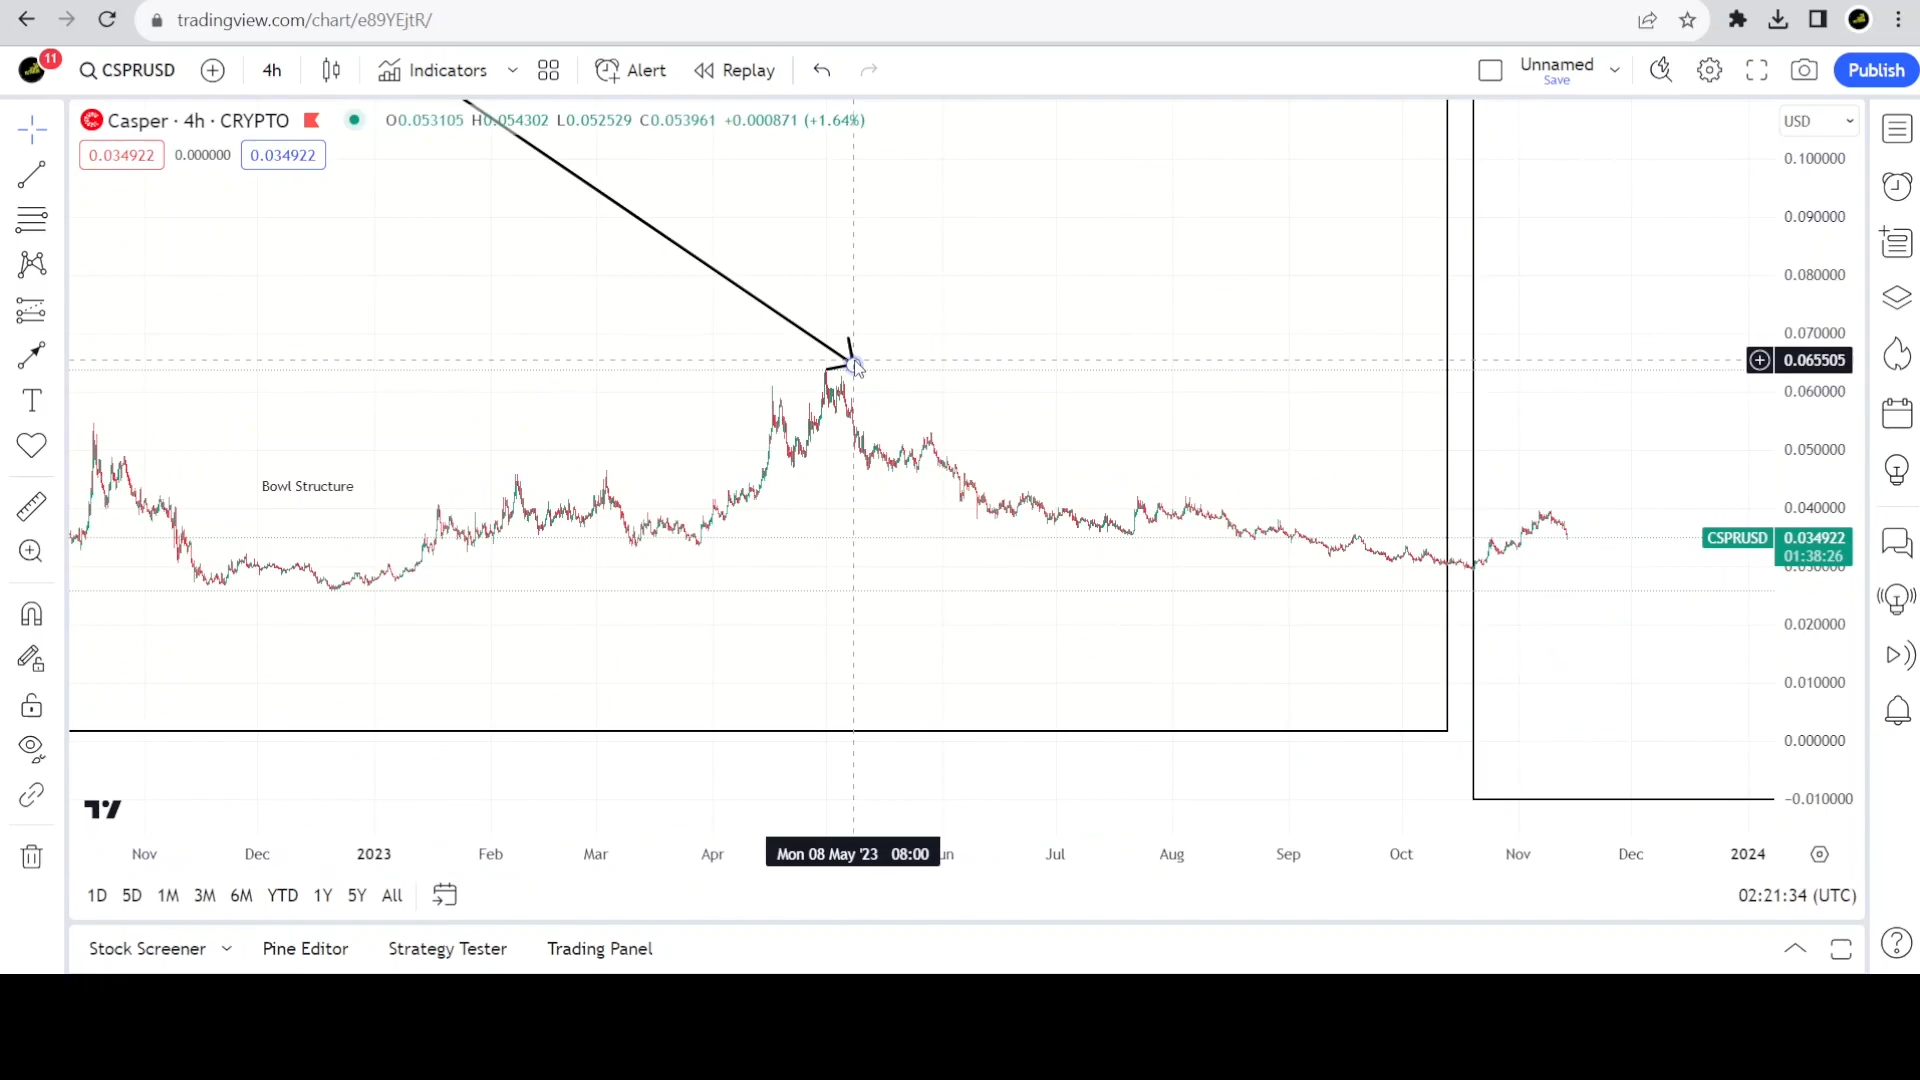 tradingview.com/chart/e89YEjtR/
11
CSPRUSD
4h
Indicators
Alert
Replay
Unnamed
Save
Publish
Casper · 4h · CRYPTO
O0.053105 H0.054302 L0.052529 C0.053961 +0.000871 (+1.64%)
USD
0.034922
0.000000
0.034922
0.100000
0.090000
0.080000
0.070000
0.065505
0.060000
0.050000
Bowl Structure
0.040000
CSPRUSD
0.034922
01:38:26
0.030000
0.020000
0.010000
0.000000
-0.010000
Nov
Dec
2023
Feb
Mar
Apr
Mon 08 May '23 08:00
un
Jul
Aug
Sep
Oct
Nov
Dec
2024
1D
5D
1M
3M
6M
YTD
1Y
5Y
All
02:21:34 (UTC)
Stock Screener
Pine Editor
Strategy Tester
Trading Panel